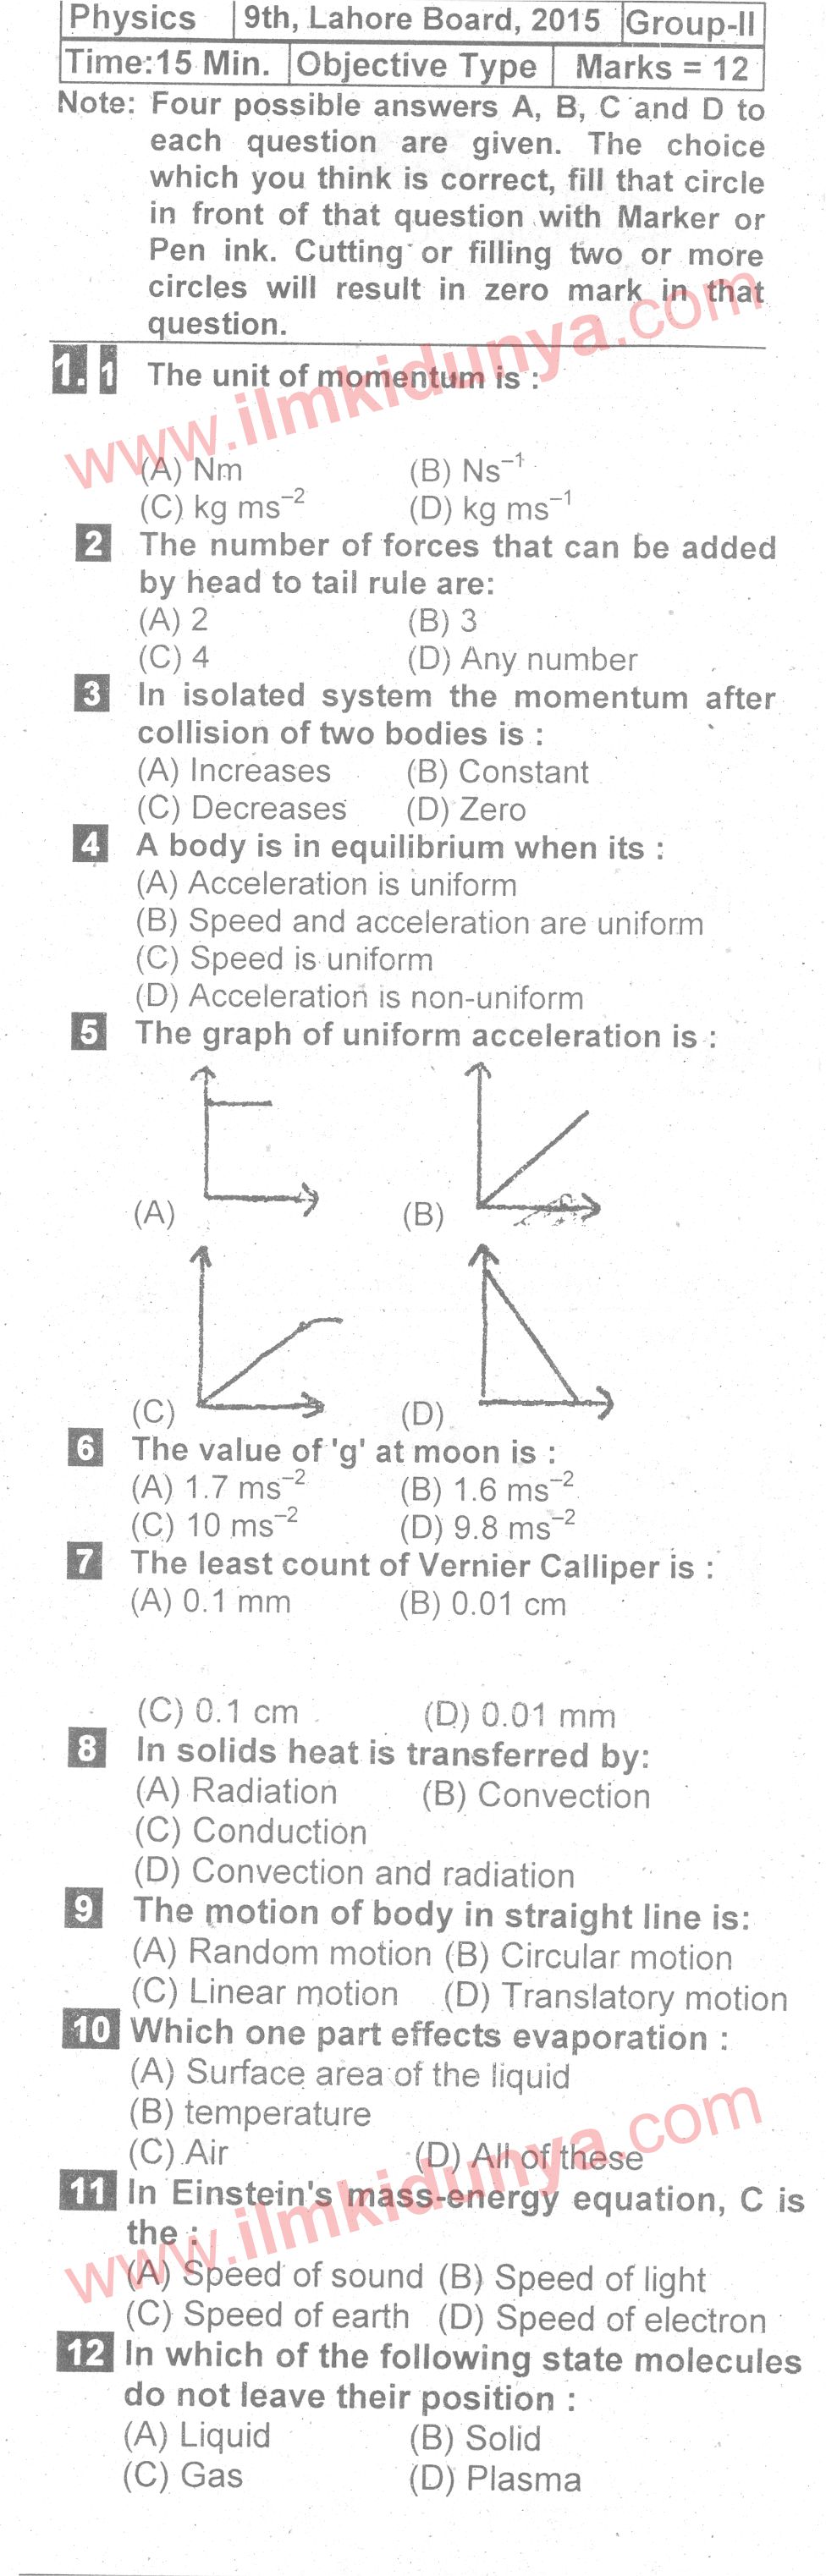 Physics 9th, Lahore Board, 2015 Group-II
Time:15 Min. Objective Type Marks = 12
Note: Four possible answers A, B, C and D to
each question are given. The choice
which you think is correct, fill that circle
in front of that question with Marker or
Pen ink. Cutting or filling two or more
circles will result in zero mark in that
question.
www.ilmkidunya.com
1. 1 The unit of momentum is :
(A) Nm (B) Ns⁻¹
(C) kg ms⁻² (D) kg ms⁻¹
2 The number of forces that can be added
by head to tail rule are:
(A) 2 (B) 3
(C) 4 (D) Any number
3 In isolated system the momentum after
collision of two bodies is :
(A) Increases (B) Constant
(C) Decreases (D) Zero
4 A body is in equilibrium when its :
(A) Acceleration is uniform
(B) Speed and acceleration are uniform
(C) Speed is uniform
(D) Acceleration is non-uniform
5 The graph of uniform acceleration is :
(A) (B)
(C) (D)
6 The value of 'g' at moon is :
(A) 1.7 ms⁻² (B) 1.6 ms⁻²
(C) 10 ms⁻² (D) 9.8 ms⁻²
7 The least count of Vernier Calliper is :
(A) 0.1 mm (B) 0.01 cm
(C) 0.1 cm (D) 0.01 mm
8 In solids heat is transferred by:
(A) Radiation (B) Convection
(C) Conduction
(D) Convection and radiation
9 The motion of body in straight line is:
(A) Random motion (B) Circular motion
(C) Linear motion (D) Translatory motion
10 Which one part effects evaporation :
(A) Surface area of the liquid
(B) temperature
(C) Air (D) All of these
11 In Einstein's mass-energy equation, C is
the :
www.ilmkidunya.com
(A) Speed of sound (B) Speed of light
(C) Speed of earth (D) Speed of electron
12 In which of the following state molecules
do not leave their position :
(A) Liquid (B) Solid
(C) Gas (D) Plasma